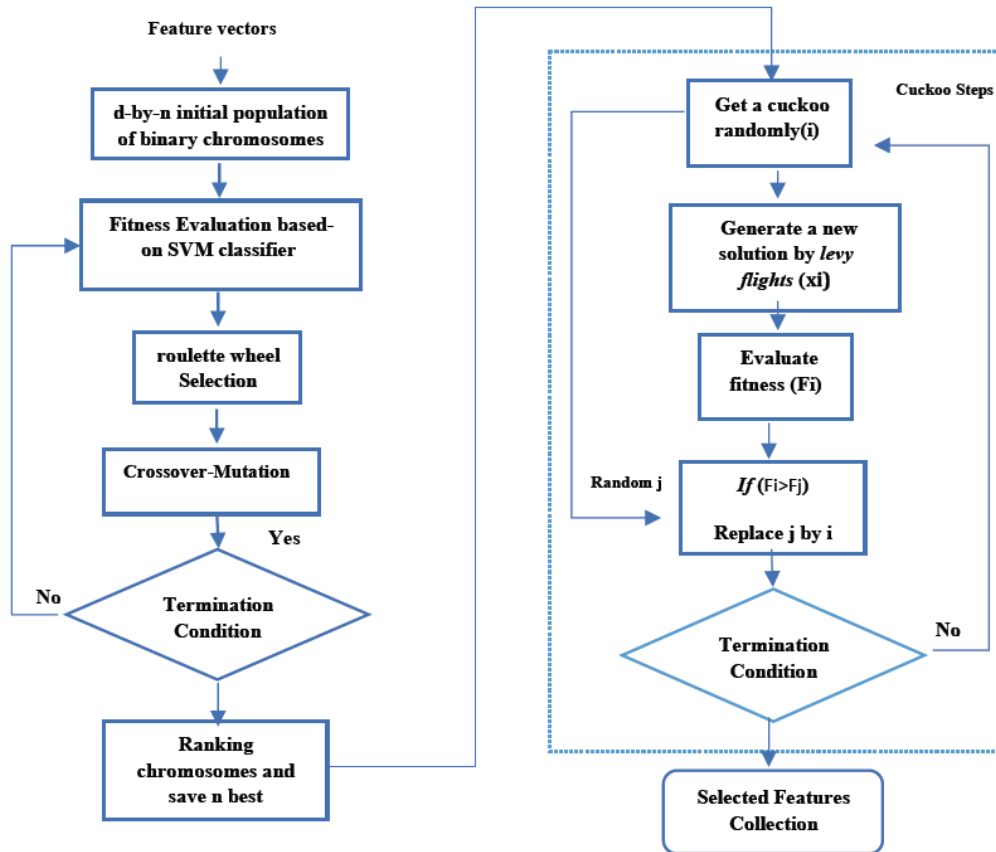 Feature vectors
d-by-n initial population
of binary chromosomes
Fitness Evaluation based-
on SVM classifier
roulette wheel
Selection
Crossover-Mutation
Yes
No
Termination
Condition
Ranking
chromosomes and
save n best
Cuckoo Steps
Get a cuckoo
randomly(i)
Generate a new
solution by levy
flights (xi)
Evaluate
fitness (Fi)
Random j
If (Fi>Fj)
Replace j by i
No
Termination
Condition
Selected Features
Collection